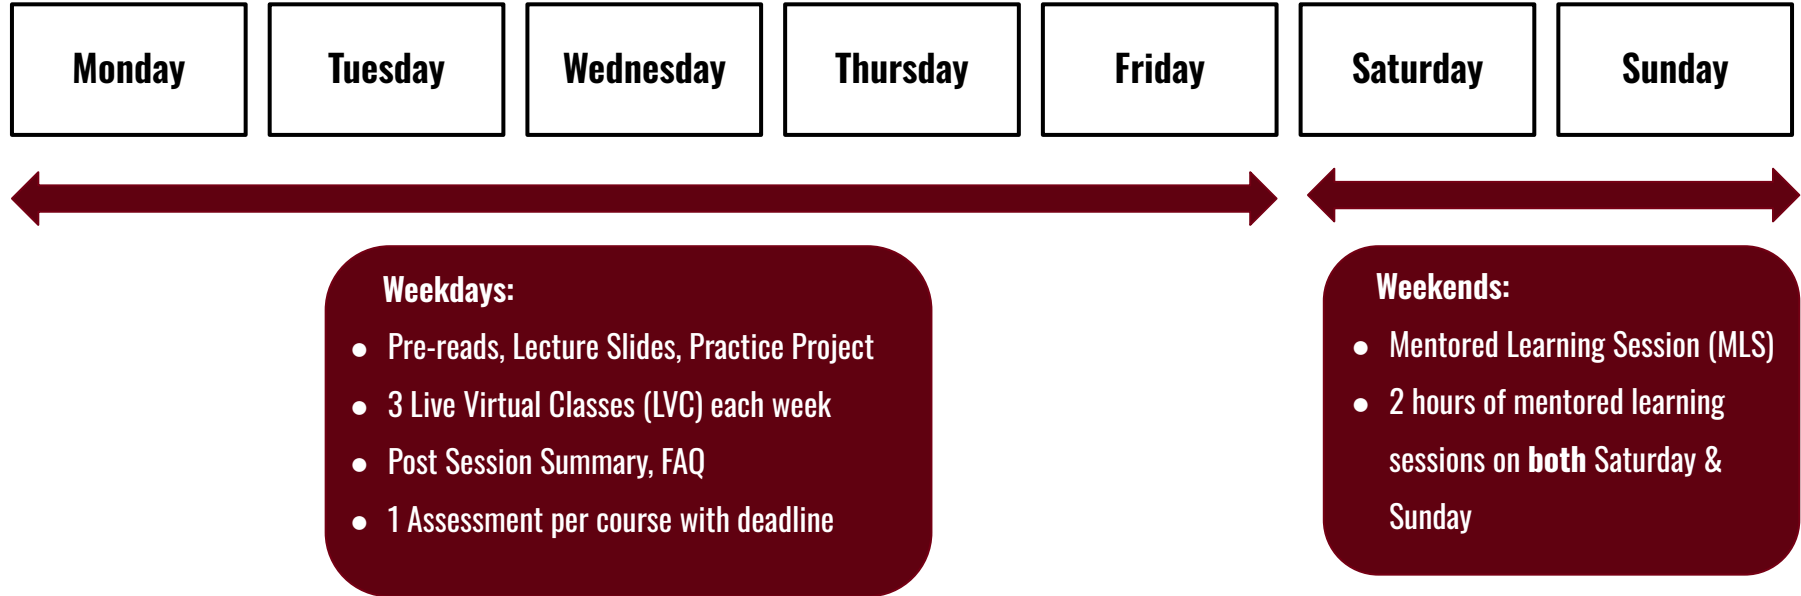 Monday
Tuesday
Wednesday
Thursday
Friday
Saturday
Sunday
Weekdays:
● Pre-reads, Lecture Slides, Practice Project
● 3 Live Virtual Classes (LVC) each week
● Post Session Summary, FAQ
● 1 Assessment per course with deadline
Weekends:
● Mentored Learning Session (MLS)
● 2 hours of mentored learning
sessions on both Saturday &
Sunday